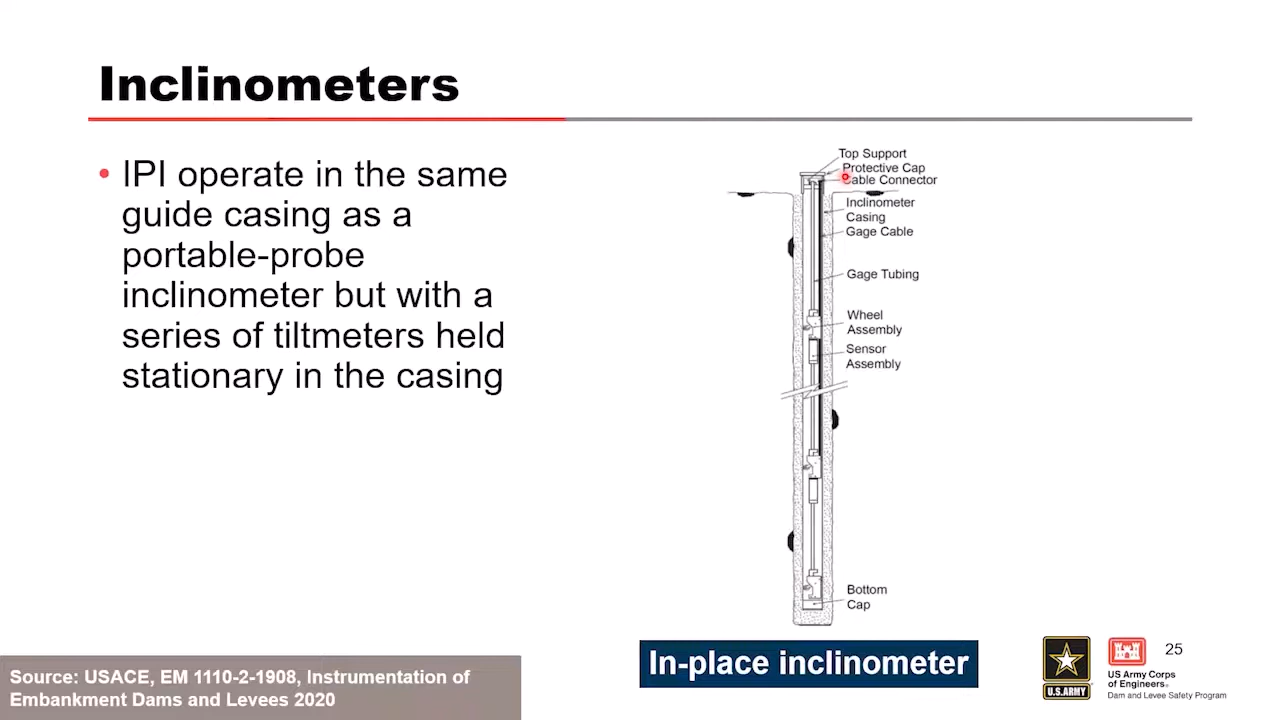 Inclinometers
• IPI operate in the same
guide casing as a
portable-probe
inclinometer but with a
series of tiltmeters held
stationary in the casing
Top Support
Protective Cap
Cable Connector
Inclinometer
Casing
Gage Cable
Gage Tubing
Wheel
Assembly
Sensor
Assembly
Bottom
Cap
In-place inclinometer
Source: USACE, EM 1110-2-1908, Instrumentation of
Embankment Dams and Levees 2020
U.S.ARMY
US Army Corps
of Engineers®
Dam and Levee Safety Program
25